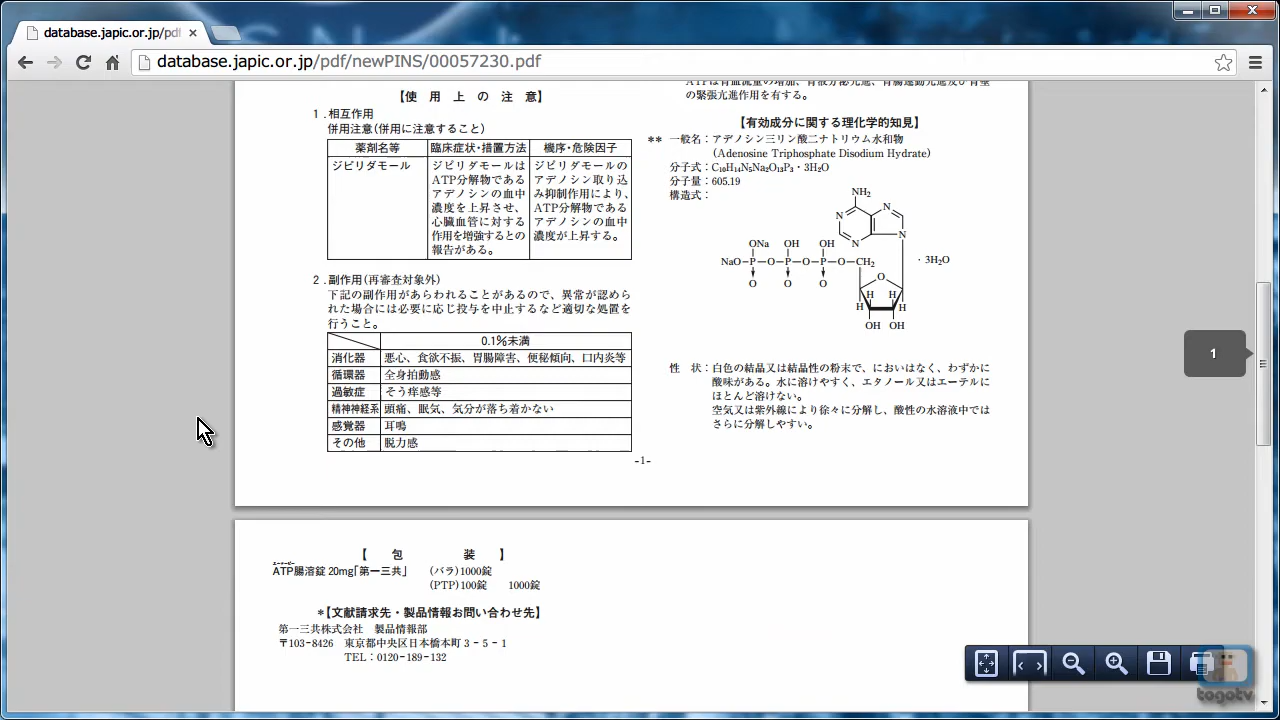 database.japic.or.jp/pdf
database.japic.or.jp/pdf/newPINS/00057230.pdf
【使用上の注意】
1.相互作用
併用注意(併用に注意すること)
薬剤名等 臨床症状・措置方法 機序・危険因子
ジピリダモール ジピリダモールは ジピリダモールの
ATP分解物である アデノシン取り込
アデノシンの血中 み抑制作用により、
濃度を上昇させ、 ATP分解物である
心臓血管に対する アデノシンの血中
作用を増強するとの 濃度が上昇する。
報告がある。
2.副作用(再審査対象外)
下記の副作用があらわれることがあるので、異常が認めら
れた場合には必要に応じ投与を中止するなど適切な処置を
行うこと。
0.1%未満
消化器 悪心、食欲不振、胃腸障害、便秘傾向、口内炎等
循環器 全身拍動感
過敏症 そう痒感等
精神神経系 頭痛、眠気、気分が落ち着かない
感覚器 耳鳴
その他 脱力感
ATPは胃血流量の増加、胃液分泌亢進、胃腸運動亢進及び胃壁
の緊張亢進作用を有する。
【有効成分に関する理化学的知見】
** 一般名:アデノシン三リン酸二ナトリウム水和物
(Adenosine Triphosphate Disodium Hydrate)
分子式:C10H14N5Na2O13P3・3H2O
分子量:605.19
構造式:
NH2
N N
N N
ONa OH OH
NaO P O P O P O CH2 ・3H2O
O O O O
H H
H H
OH OH
性 状:白色の結晶又は結晶性の粉末で、においはなく、わずかに
酸味がある。水に溶けやすく、エタノール又はエーテルに
ほとんど溶けない。
空気又は紫外線により徐々に分解し、酸性の水溶液中では
さらに分解しやすい。
-1-
1
【包装】
エーテーピー
ATP腸溶錠 20mg「第一三共」 (バラ)1000錠
(PTP)100錠 1000錠
*【文献請求先・製品情報お問い合わせ先】
第一三共株式会社 製品情報部
〒103-8426 東京都中央区日本橋本町3-5-1
TEL:0120-189-132
togotv